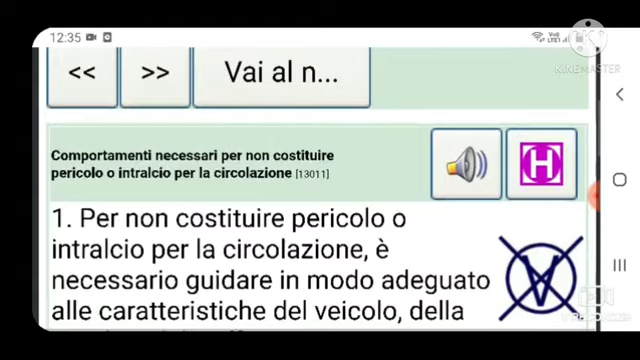 12:35
KINEMASTER
<< >> Vai al n...
Comportamenti necessari per non costituire
pericolo o intralcio per la circolazione [13011]
H
1. Per non costituire pericolo o
intralcio per la circolazione, è
necessario guidare in modo adeguato
alle caratteristiche del veicolo, della
V